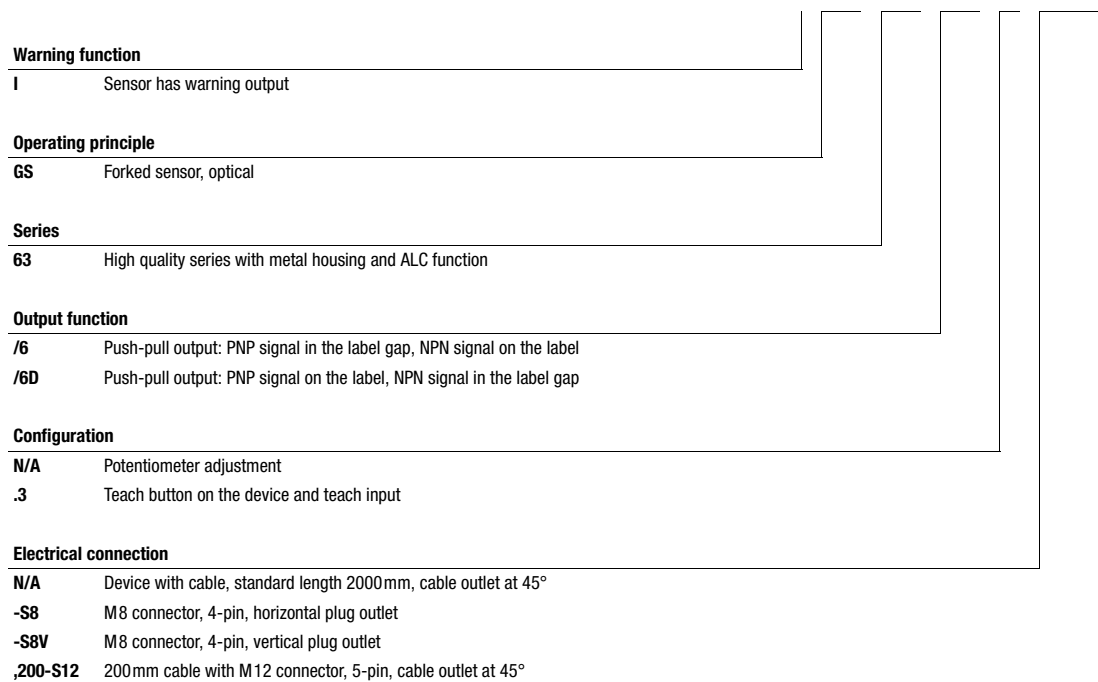 Warning function
I Sensor has warning output
Operating principle
GS Forked sensor, optical
Series
63 High quality series with metal housing and ALC function
Output function
/6 Push-pull output: PNP signal in the label gap, NPN signal on the label
/6D Push-pull output: PNP signal on the label, NPN signal in the label gap
Configuration
N/A Potentiometer adjustment
.3 Teach button on the device and teach input
Electrical connection
N/A Device with cable, standard length 2000mm, cable outlet at 45°
-S8 M8 connector, 4-pin, horizontal plug outlet
-S8V M8 connector, 4-pin, vertical plug outlet
,200-S12 200mm cable with M12 connector, 5-pin, cable outlet at 45°